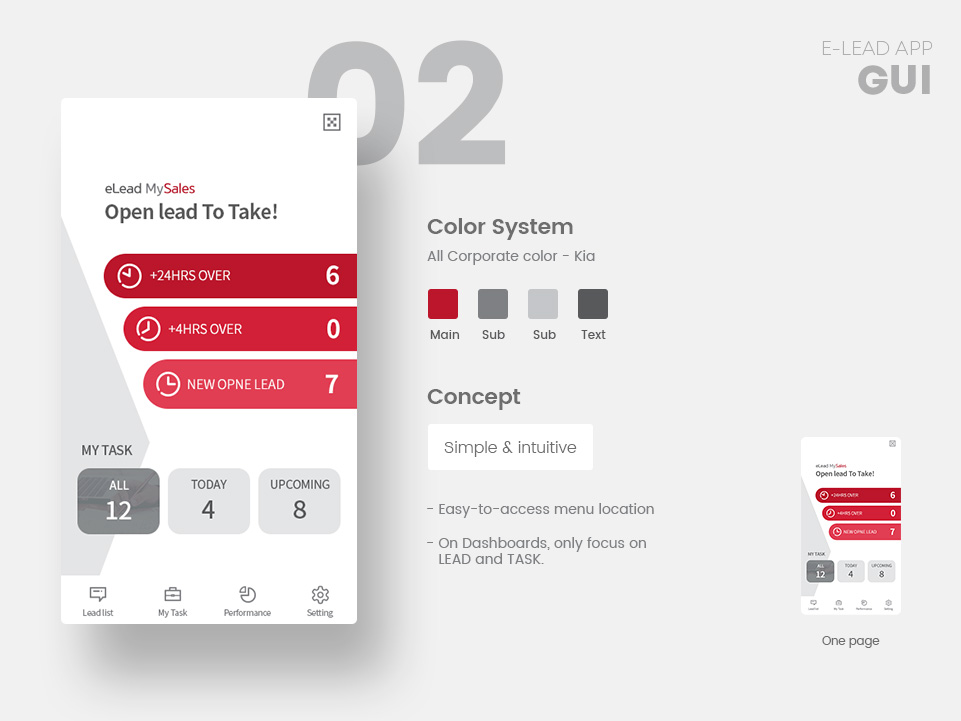 02
E-LEAD APP
GUI
eLead MySales
Open lead To Take!
+24HRS OVER 6
+4HRS OVER 0
NEW OPNE LEAD 7
MY TASK
ALL TODAY UPCOMING
12 4 8
Lead list My Task Performance Setting
Color System
All Corporate color - Kia
Main Sub Sub Text
Concept
Simple & intuitive
- Easy-to-access menu location
- On Dashboards, only focus on
LEAD and TASK.
eLead MySales
Open lead To Take!
+24HRS OVER 6
+4HRS OVER 0
NEW OPNE LEAD 7
MY TASK
ALL TODAY UPCOMING
12 4 8
Lead list My Task Performance Setting
One page